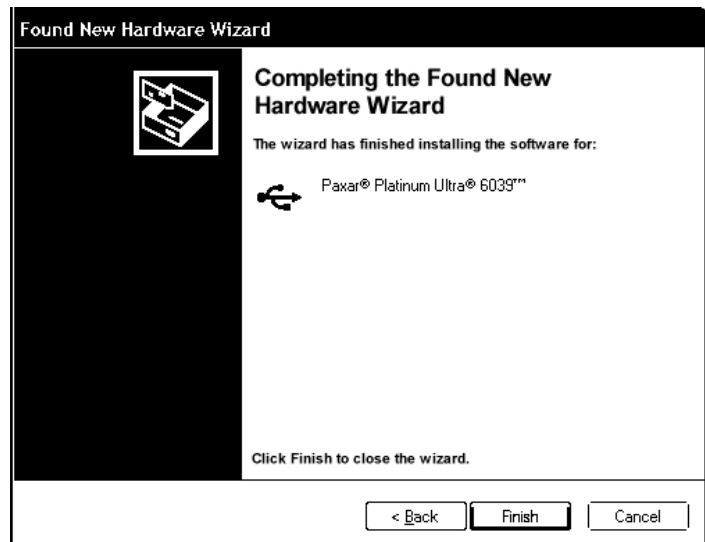 Found New Hardware Wizard
Completing the Found New
Hardware Wizard
The wizard has finished installing the software for:
Paxar® Platinum Ultra® 6039™
Click Finish to close the wizard.
< Back Finish Cancel